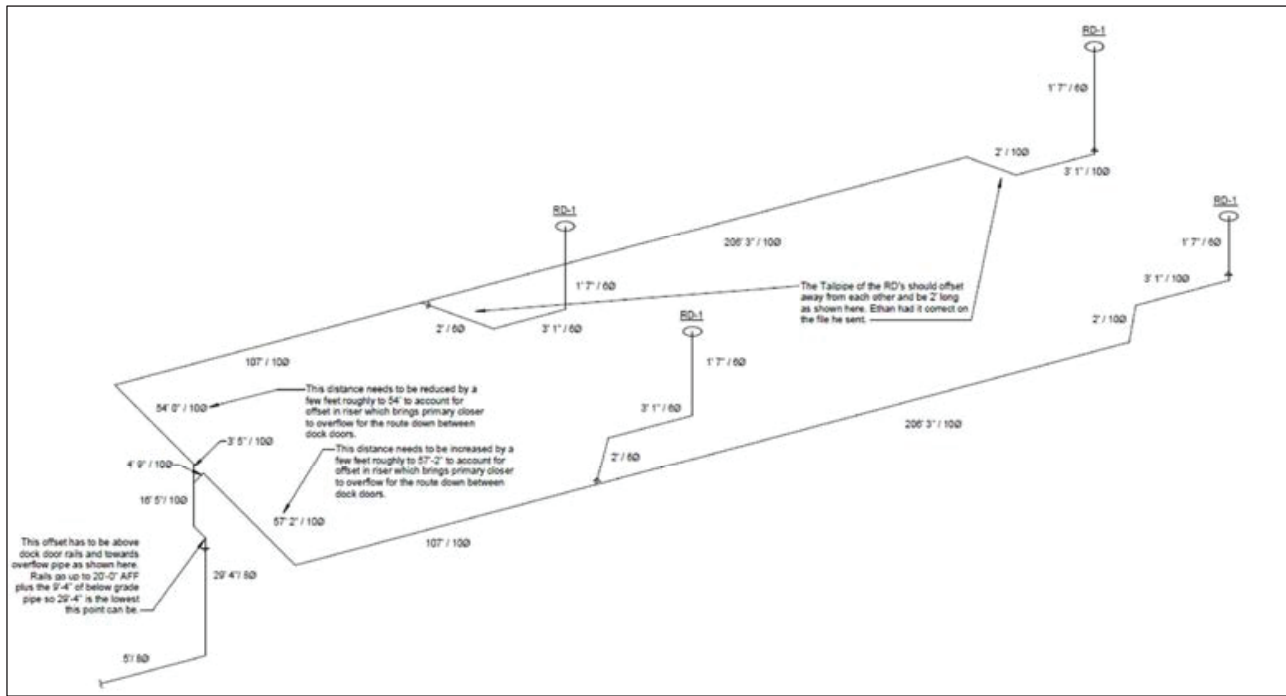 RD-1
1' 7" / 6Ø
2' / 10Ø
3' 1" / 10Ø
RD-1
1' 7" / 6Ø
3' 1" / 10Ø
2' / 10Ø
206' 3" / 10Ø
RD-1
1' 7" / 6Ø
2' / 6Ø
3' 1" / 6Ø
The Tailpipe of the RD's should offset
away from each other and be 2' long
as shown here. Ethan had it correct on
the file he sent.
RD-1
1' 7" / 6Ø
3' 1" / 6Ø
2' / 6Ø
206' 3" / 10Ø
107' / 10Ø
54' 0" / 10Ø
This distance needs to be reduced by a
few feet roughly to 54' to account for
offset in riser which brings primary closer
to overflow for the route down between
dock doors.
3' 5" / 10Ø
4' 9" / 10Ø
16' 5"/ 10Ø
This distance needs to be increased by a
few feet roughly to 57'-2" to account for
offset in riser which brings primary closer
to overflow for the route down between
dock doors.
57' 2" / 10Ø
107' / 10Ø
This offset has to be above
dock door rails and towards
overflow pipe as shown here.
Rails go up to 20'-0" AFF
plus the 9'-4" of below grade
pipe so 29'-4" is the lowest
this point can be.
29' 4"/ 8Ø
5'/ 8Ø